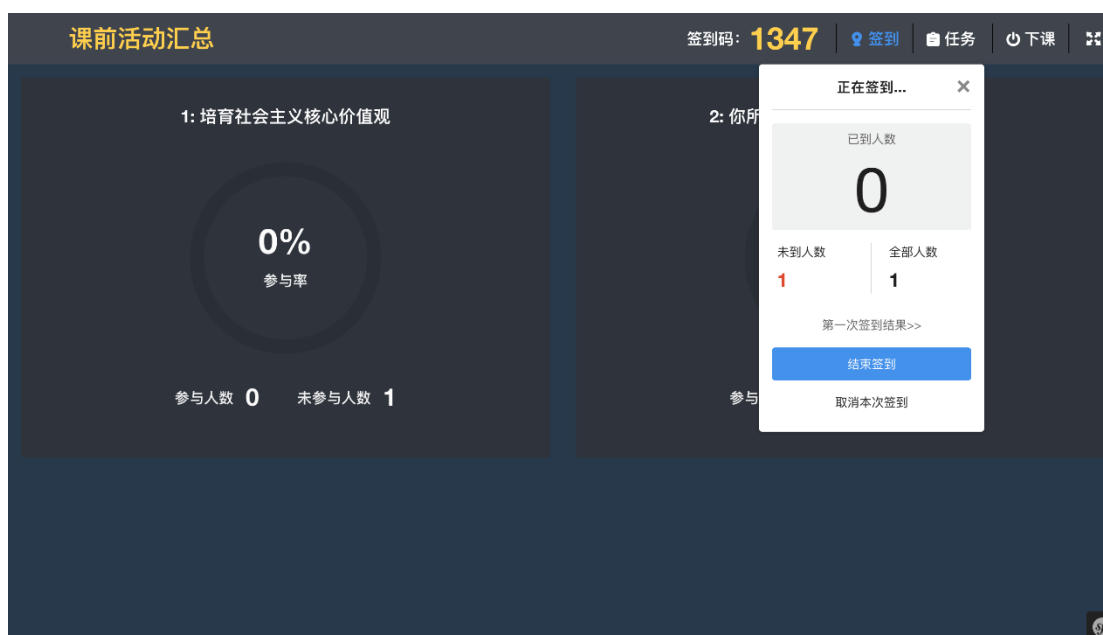 课前活动汇总
签到码: 1347
签到
任务
下课
1: 培育社会主义核心价值观
0%
参与率
参与人数 0 未参与人数 1
2: 你所
参与
正在签到... ×
已到人数
0
未到人数 全部人数
1 1
第一次签到结果>>
结束签到
取消本次签到